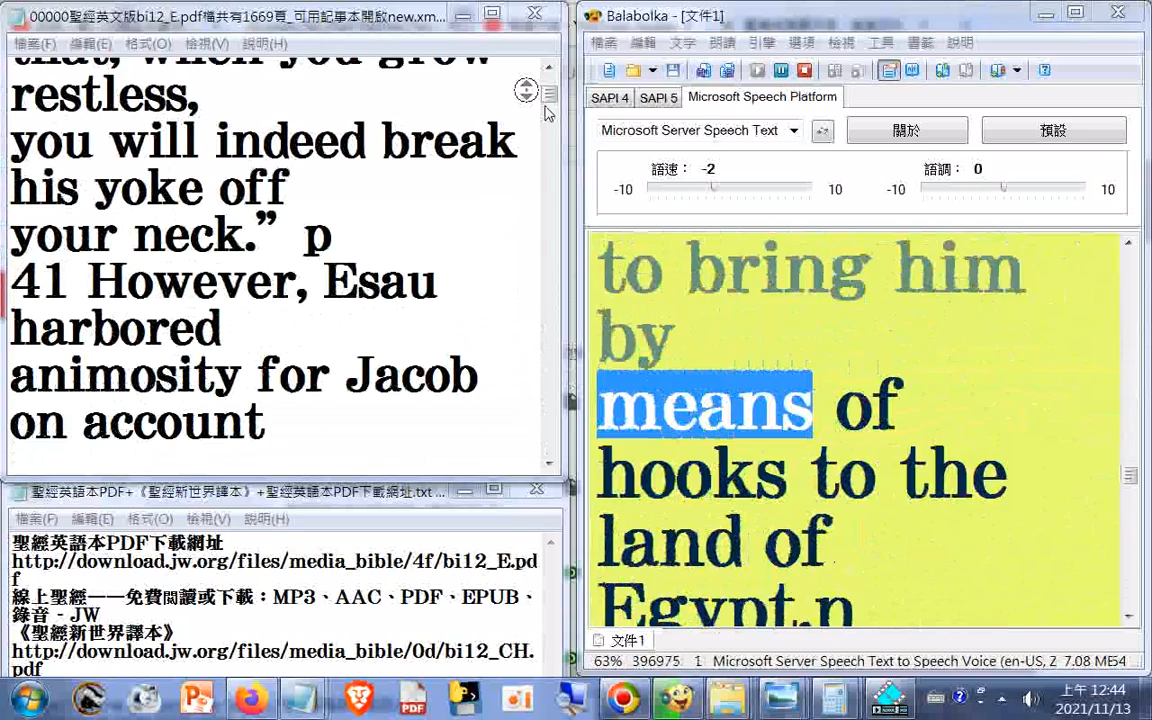 00000聖經英文版bi12_E.pdf檔共有1669頁_可用記事本開啟new.xm...
檔案(F) 編輯(E) 格式(O) 檢視(V) 說明(H)
that, when you grow
restless,
you will indeed break
his yoke off
your neck.” p
41 However, Esau
harbored
animosity for Jacob
on account
聖經英語本PDF+《聖經新世界譯本》+聖經英語本PDF下載網址.txt ...
檔案(F) 編輯(E) 格式(O) 檢視(V) 說明(H)
聖經英語本PDF下載網址
http://download.jw.org/files/media_bible/4f/bi12_E.pd
f
線上聖經——免費閱讀或下載：MP3、AAC、PDF、EPUB、
錄音 - JW
《聖經新世界譯本》
http://download.jw.org/files/media_bible/0d/bi12_CH.
pdf
Balabolka - [文件1]
檔案 編輯 文字 朗讀 引擎 選項 檢視 工具 書籤 說明
SAPI 4 SAPI 5 Microsoft Speech Platform
Microsoft Server Speech Text 關於 預設
語速： -2 語調： 0
-10 10 -10 10
to bring him
by
means of
hooks to the
land of
Egypt.p
文件1
63% 396975 1 Microsoft Server Speech Text to Speech Voice (en-US, Z 7.08 MB
上午 12:44
2021/11/13